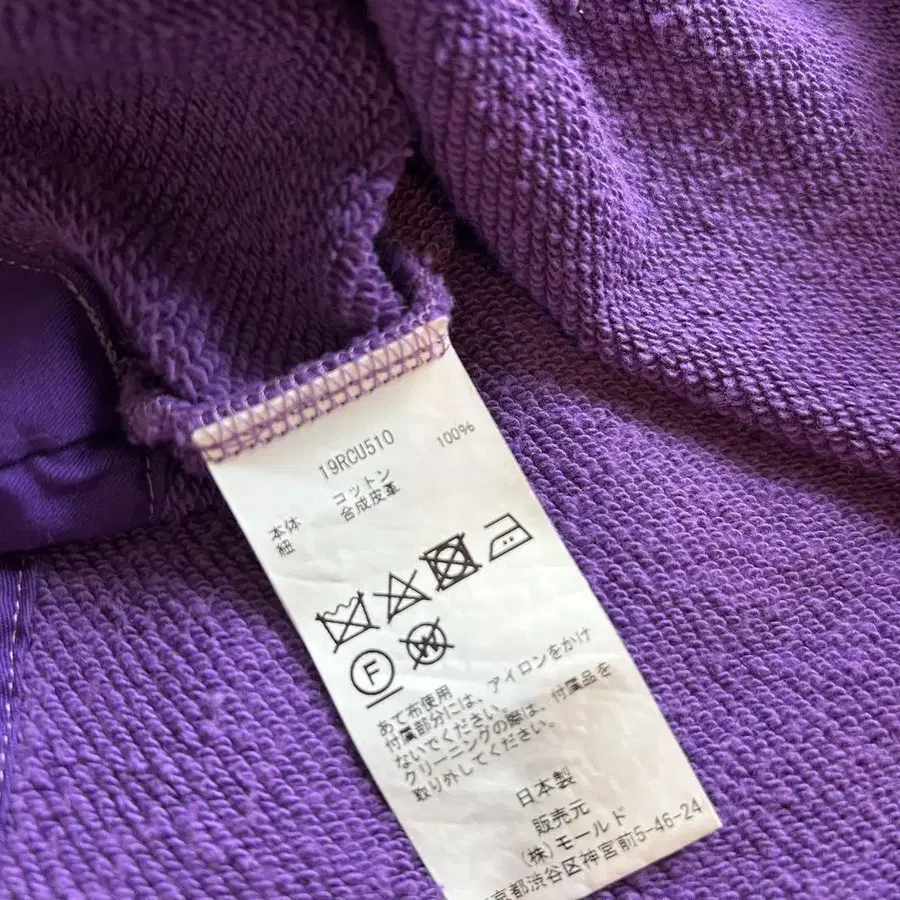 19RCU510
本体 コットン 100%
紐 合成皮革
F W
あて布使用
付属部分には、アイロンをかけ
ないでください。
クリーニングの際は、付属品を
取り外してください。
日本製
販売元
(株)モールド
京都渋谷区神宮前5-46-24